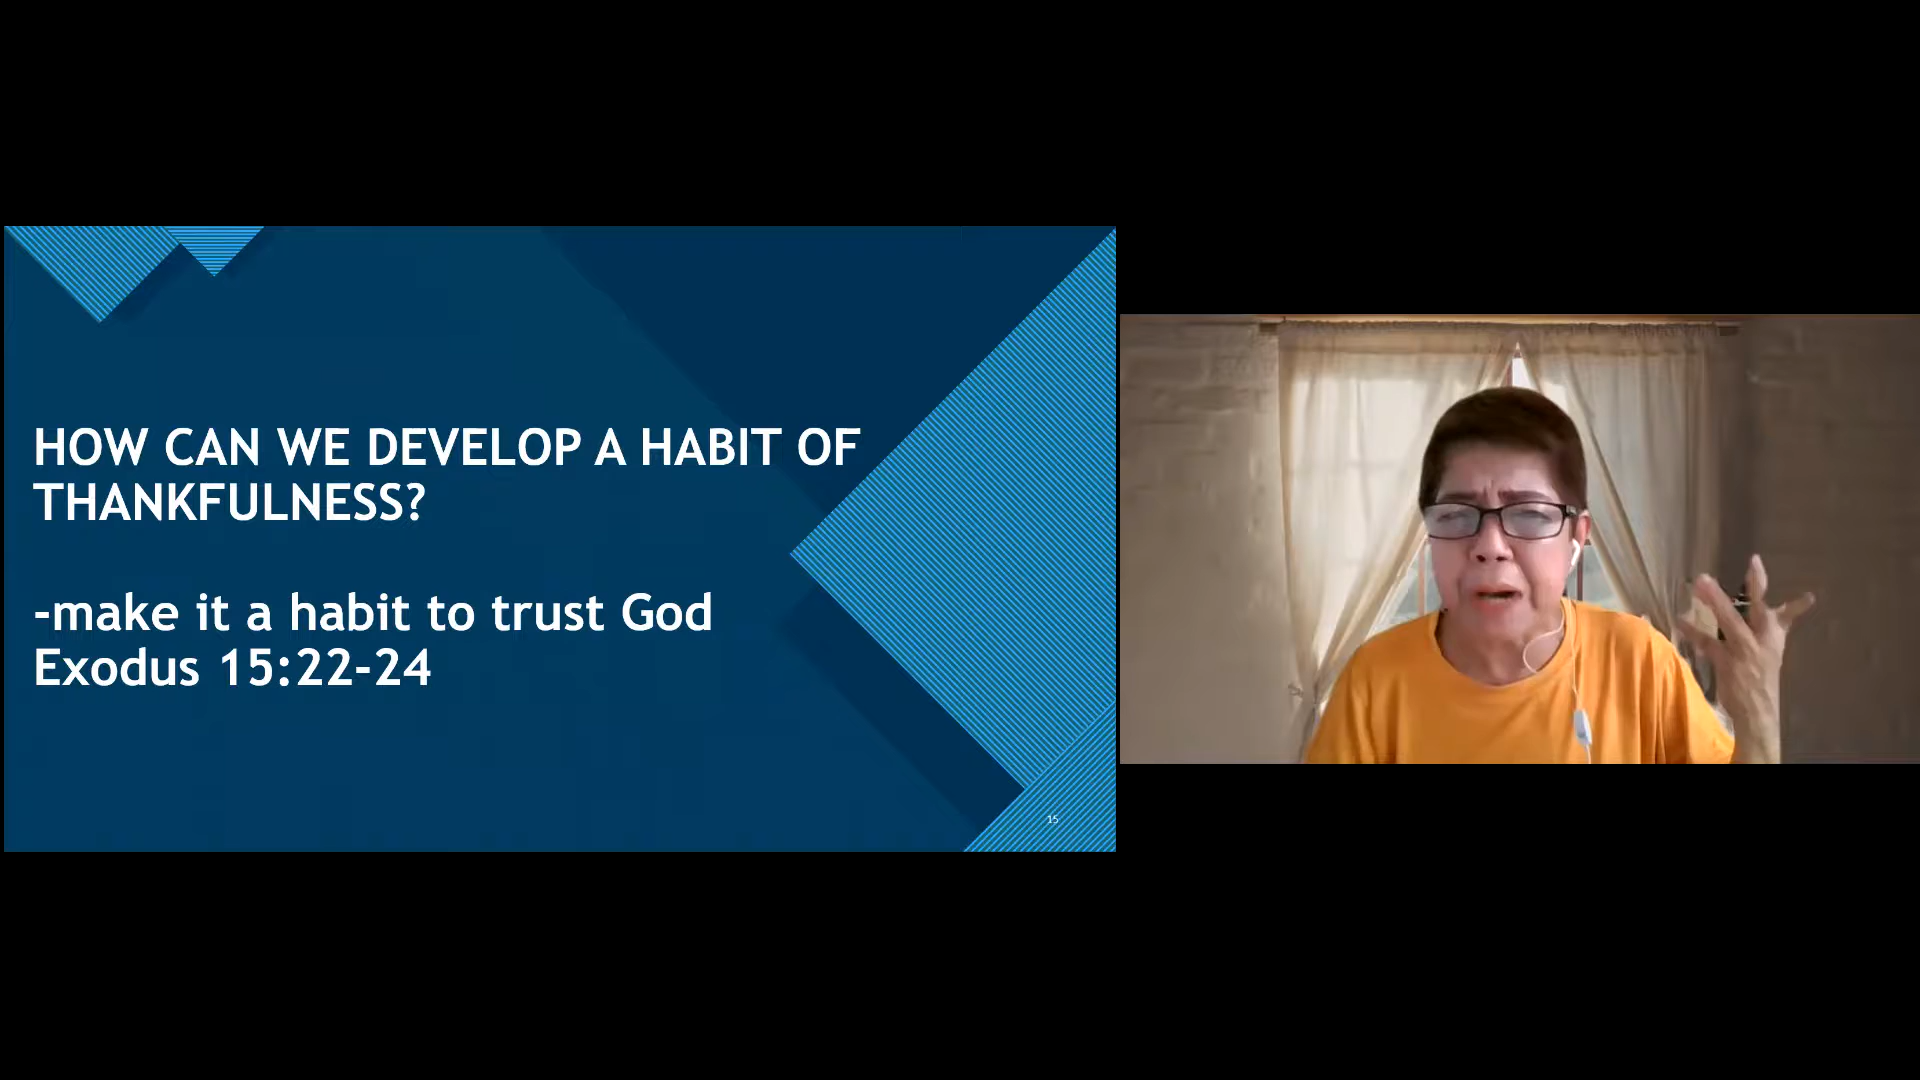 HOW CAN WE DEVELOP A HABIT OF
THANKFULNESS?
-make it a habit to trust God
Exodus 15:22-24
15